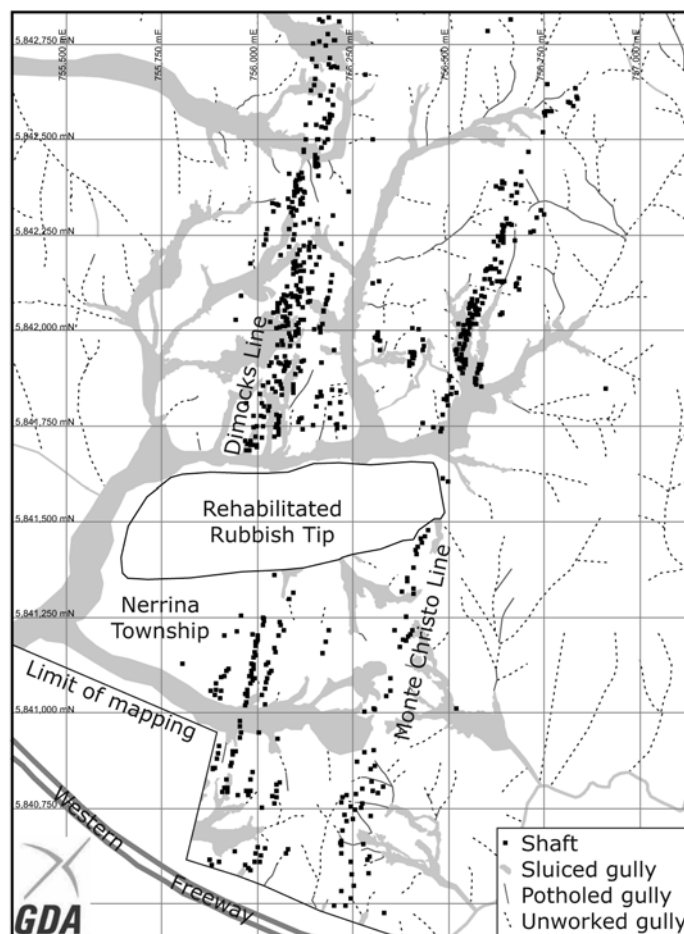 755,500 mE
755,750 mE
756,000 mE
756,250 mE
756,500 mE
756,750 mE
757,000 mE
5,842,750 mN
5,842,500 mN
5,842,250 mN
5,842,000 mN
5,841,750 mN
5,841,500 mN
5,841,250 mN
5,841,000 mN
5,840,750 mN
Dimocks Line
Rehabilitated
Rubbish Tip
Nerrina
Township
Monte Christo Line
Limit of mapping
Western
Freeway
GDA
Shaft
Sluiced gully
Potholed gully
Unworked gully